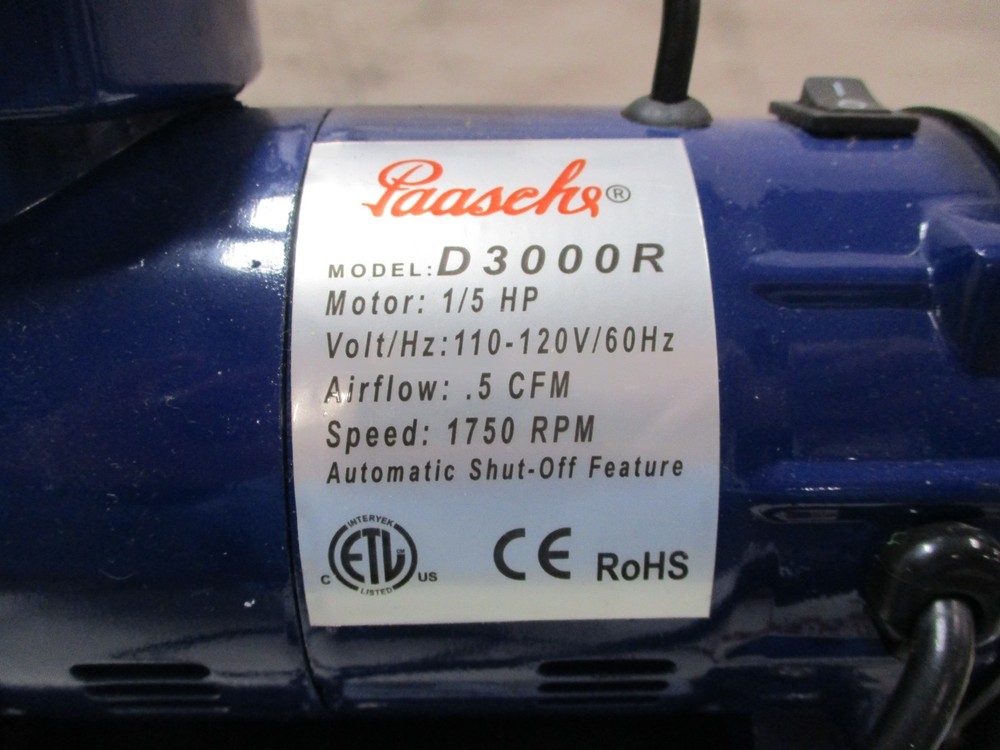 Paasche®
MODEL: D3000R
Motor: 1/5 HP
Volt/Hz:110-120V/60Hz
Airflow: .5 CFM
Speed: 1750 RPM
Automatic Shut-Off Feature
INTERYEK
C ETL US
LISTED
CE RoHS